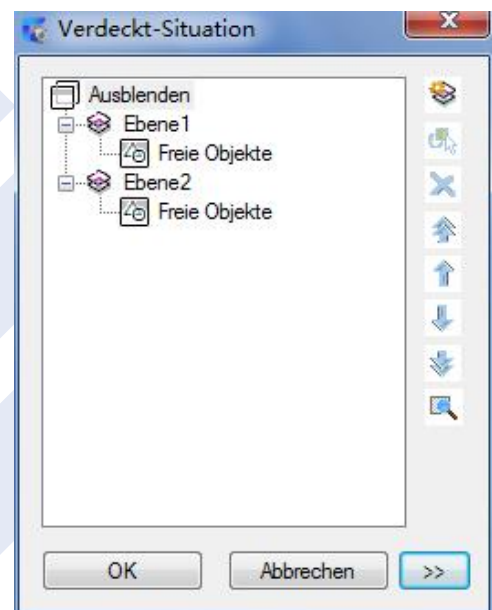 Verdeckt-Situation
Ausblenden
Ebene1
Freie Objekte
Ebene2
Freie Objekte
OK
Abbrechen
>>